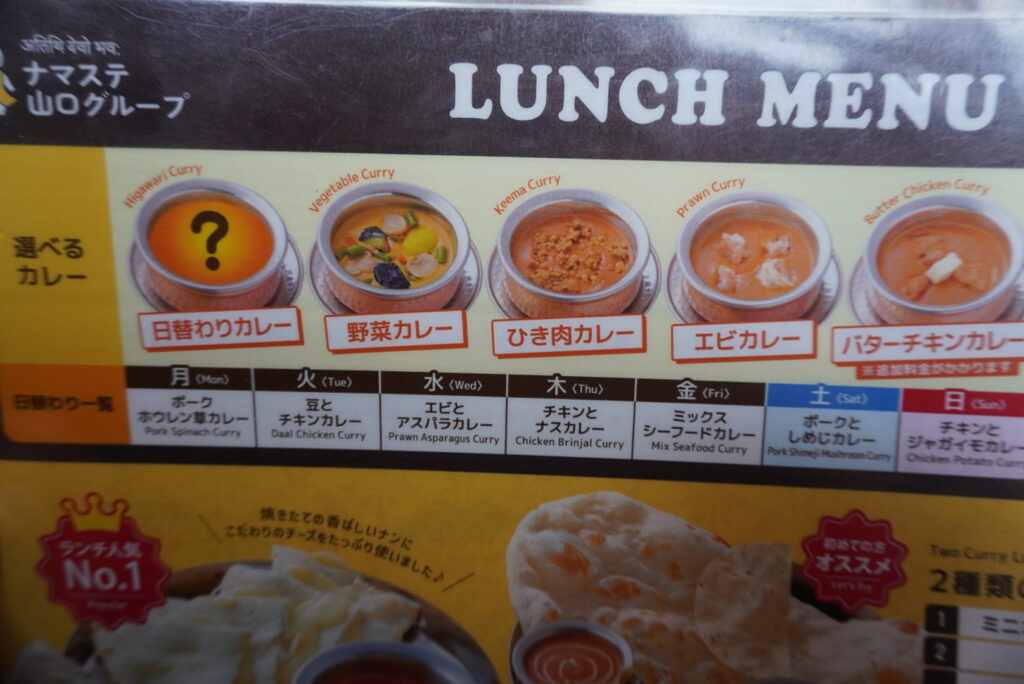 अतिथि देवो भव:
ナマステ
山口グループ
LUNCH MENU
選べる
カレー
Higawari Curry
?
日替わりカレー
Vegetable Curry
野菜カレー
Keema Curry
ひき肉カレー
Prawn Curry
エビカレー
Butter Chicken Curry
バターチキンカレー
※追加料金がかかります
日替わり一覧
月〈Mon〉
ポーク
ホウレン草カレー
Pork Spinach Curry
火〈Tue〉
豆と
チキンカレー
Daal Chicken Curry
水〈Wed〉
エビと
アスパラカレー
Prawn Asparagus Curry
木〈Thu〉
チキンと
ナスカレー
Chicken Brinjal Curry
金〈Fri〉
ミックス
シーフードカレー
Mix Seafood Curry
土〈Sat〉
ポークと
しめじカレー
Pork Shimeji Mushroom Curry
日〈Sun〉
チキンと
ジャガイモカレー
Chicken Potato Curry
ランチ人気
No.1
Popular
焼きたての香ばしいナンに
こだわりのチーズをたっぷり使いました♪
初めての方
オススメ
Let's Try
Two Curry
2種類の
1 ミニ
2